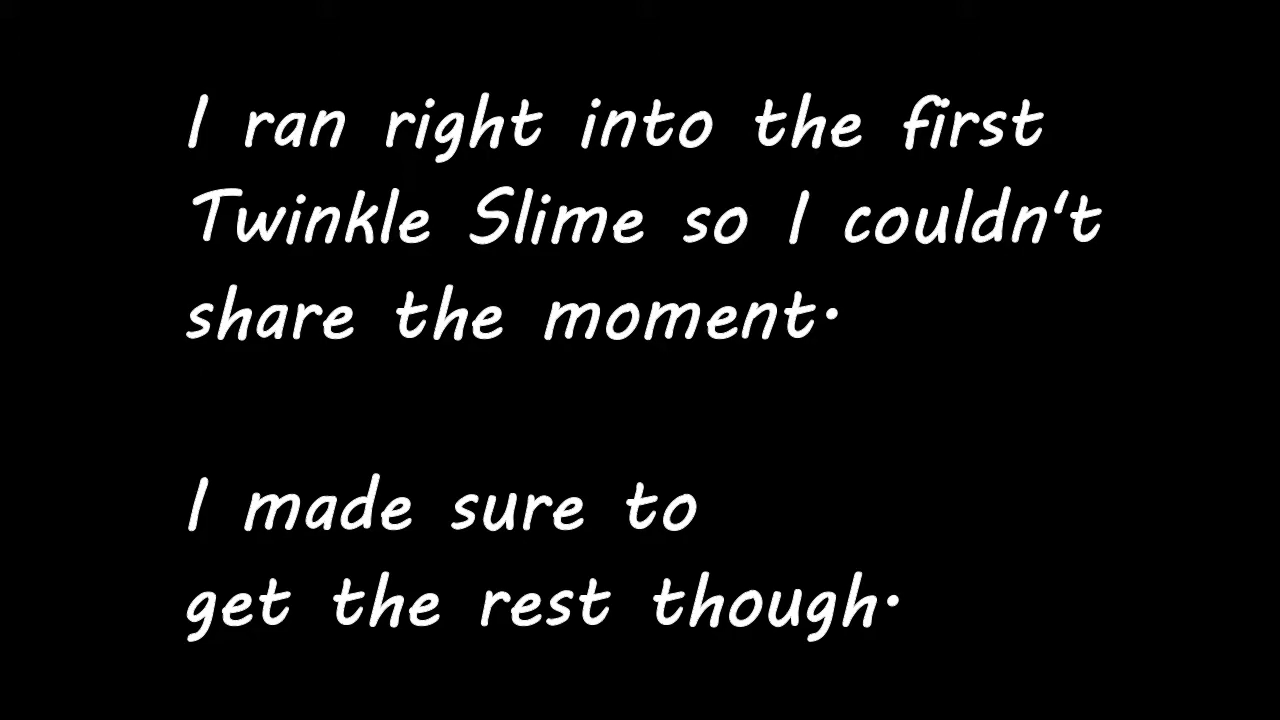 I ran right into the first
Twinkle Slime so I couldn't
share the moment.
I made sure to
get the rest though.